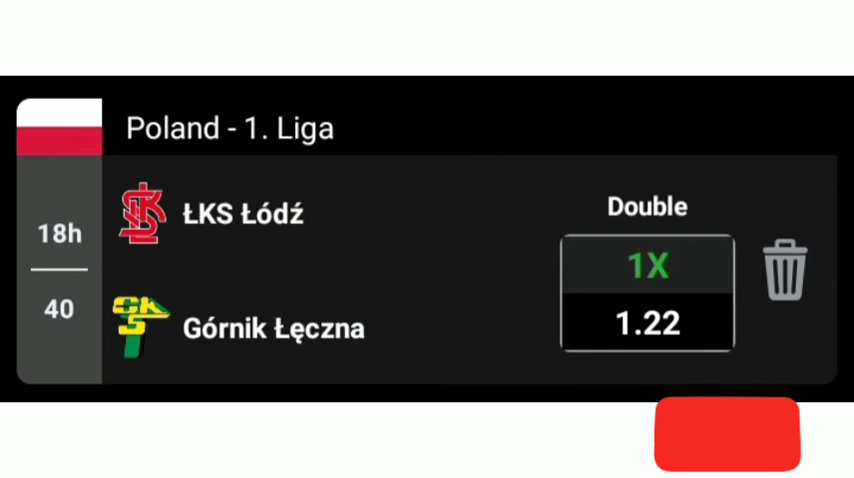 Poland - 1. Liga
18h
40
ŁKS Łódź
Górnik Łęczna
Double
1X
1.22